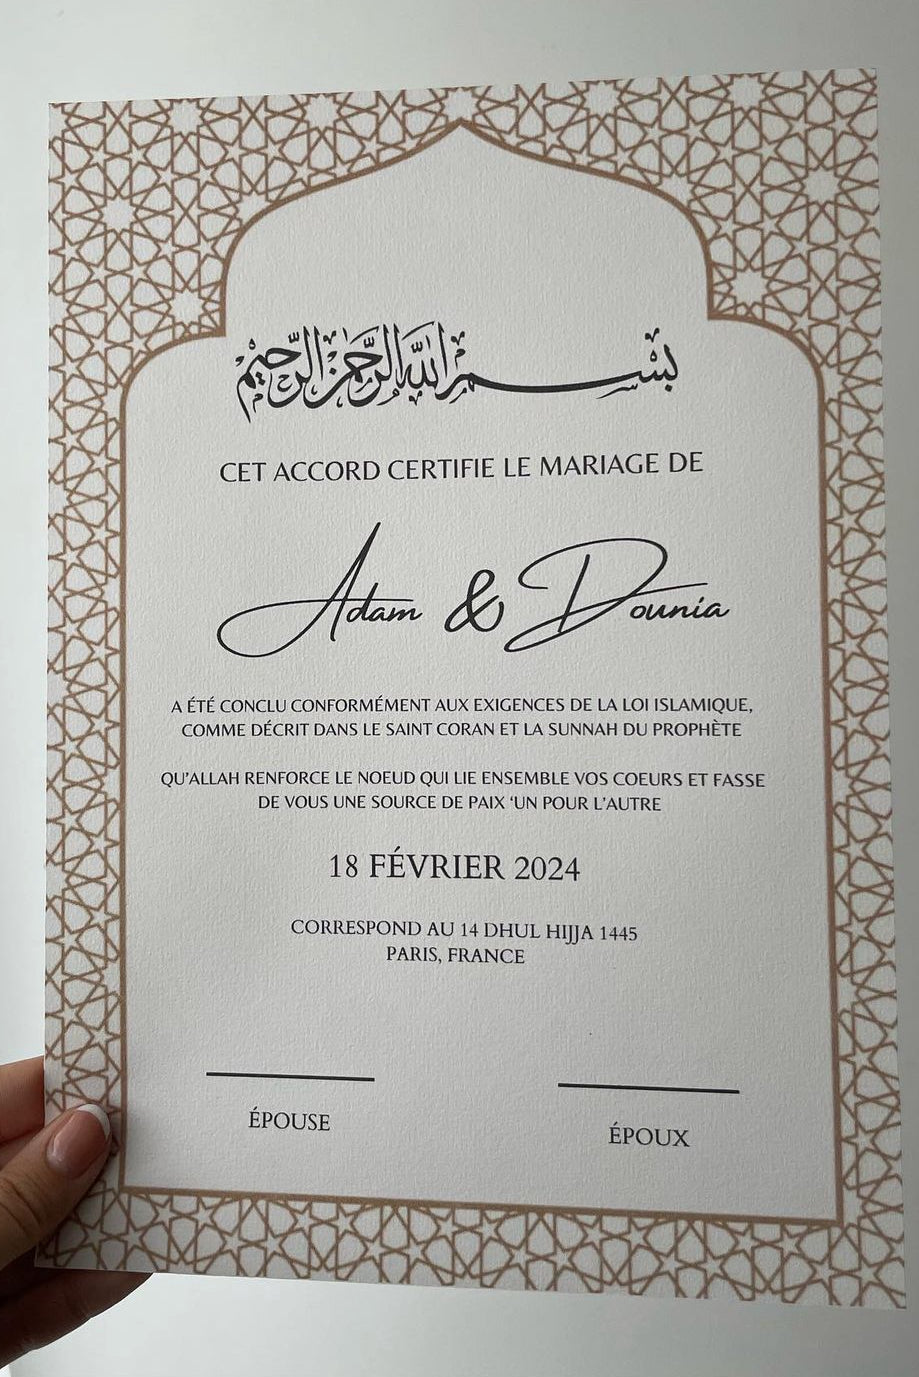 بسم الله الرحمن الرحيم
CET ACCORD CERTIFIE LE MARIAGE DE
Adam & Dounia
A ÉTÉ CONCLU CONFORMÉMENT AUX EXIGENCES DE LA LOI ISLAMIQUE,
COMME DÉCRIT DANS LE SAINT CORAN ET LA SUNNAH DU PROPHÈTE
QU'ALLAH RENFORCE LE NOEUD QUI LIE ENSEMBLE VOS COEURS ET FASSE
DE VOUS UNE SOURCE DE PAIX ‘UN POUR L'AUTRE
18 FÉVRIER 2024
CORRESPOND AU 14 DHUL HIJJA 1445
PARIS, FRANCE
ÉPOUSE
ÉPOUX